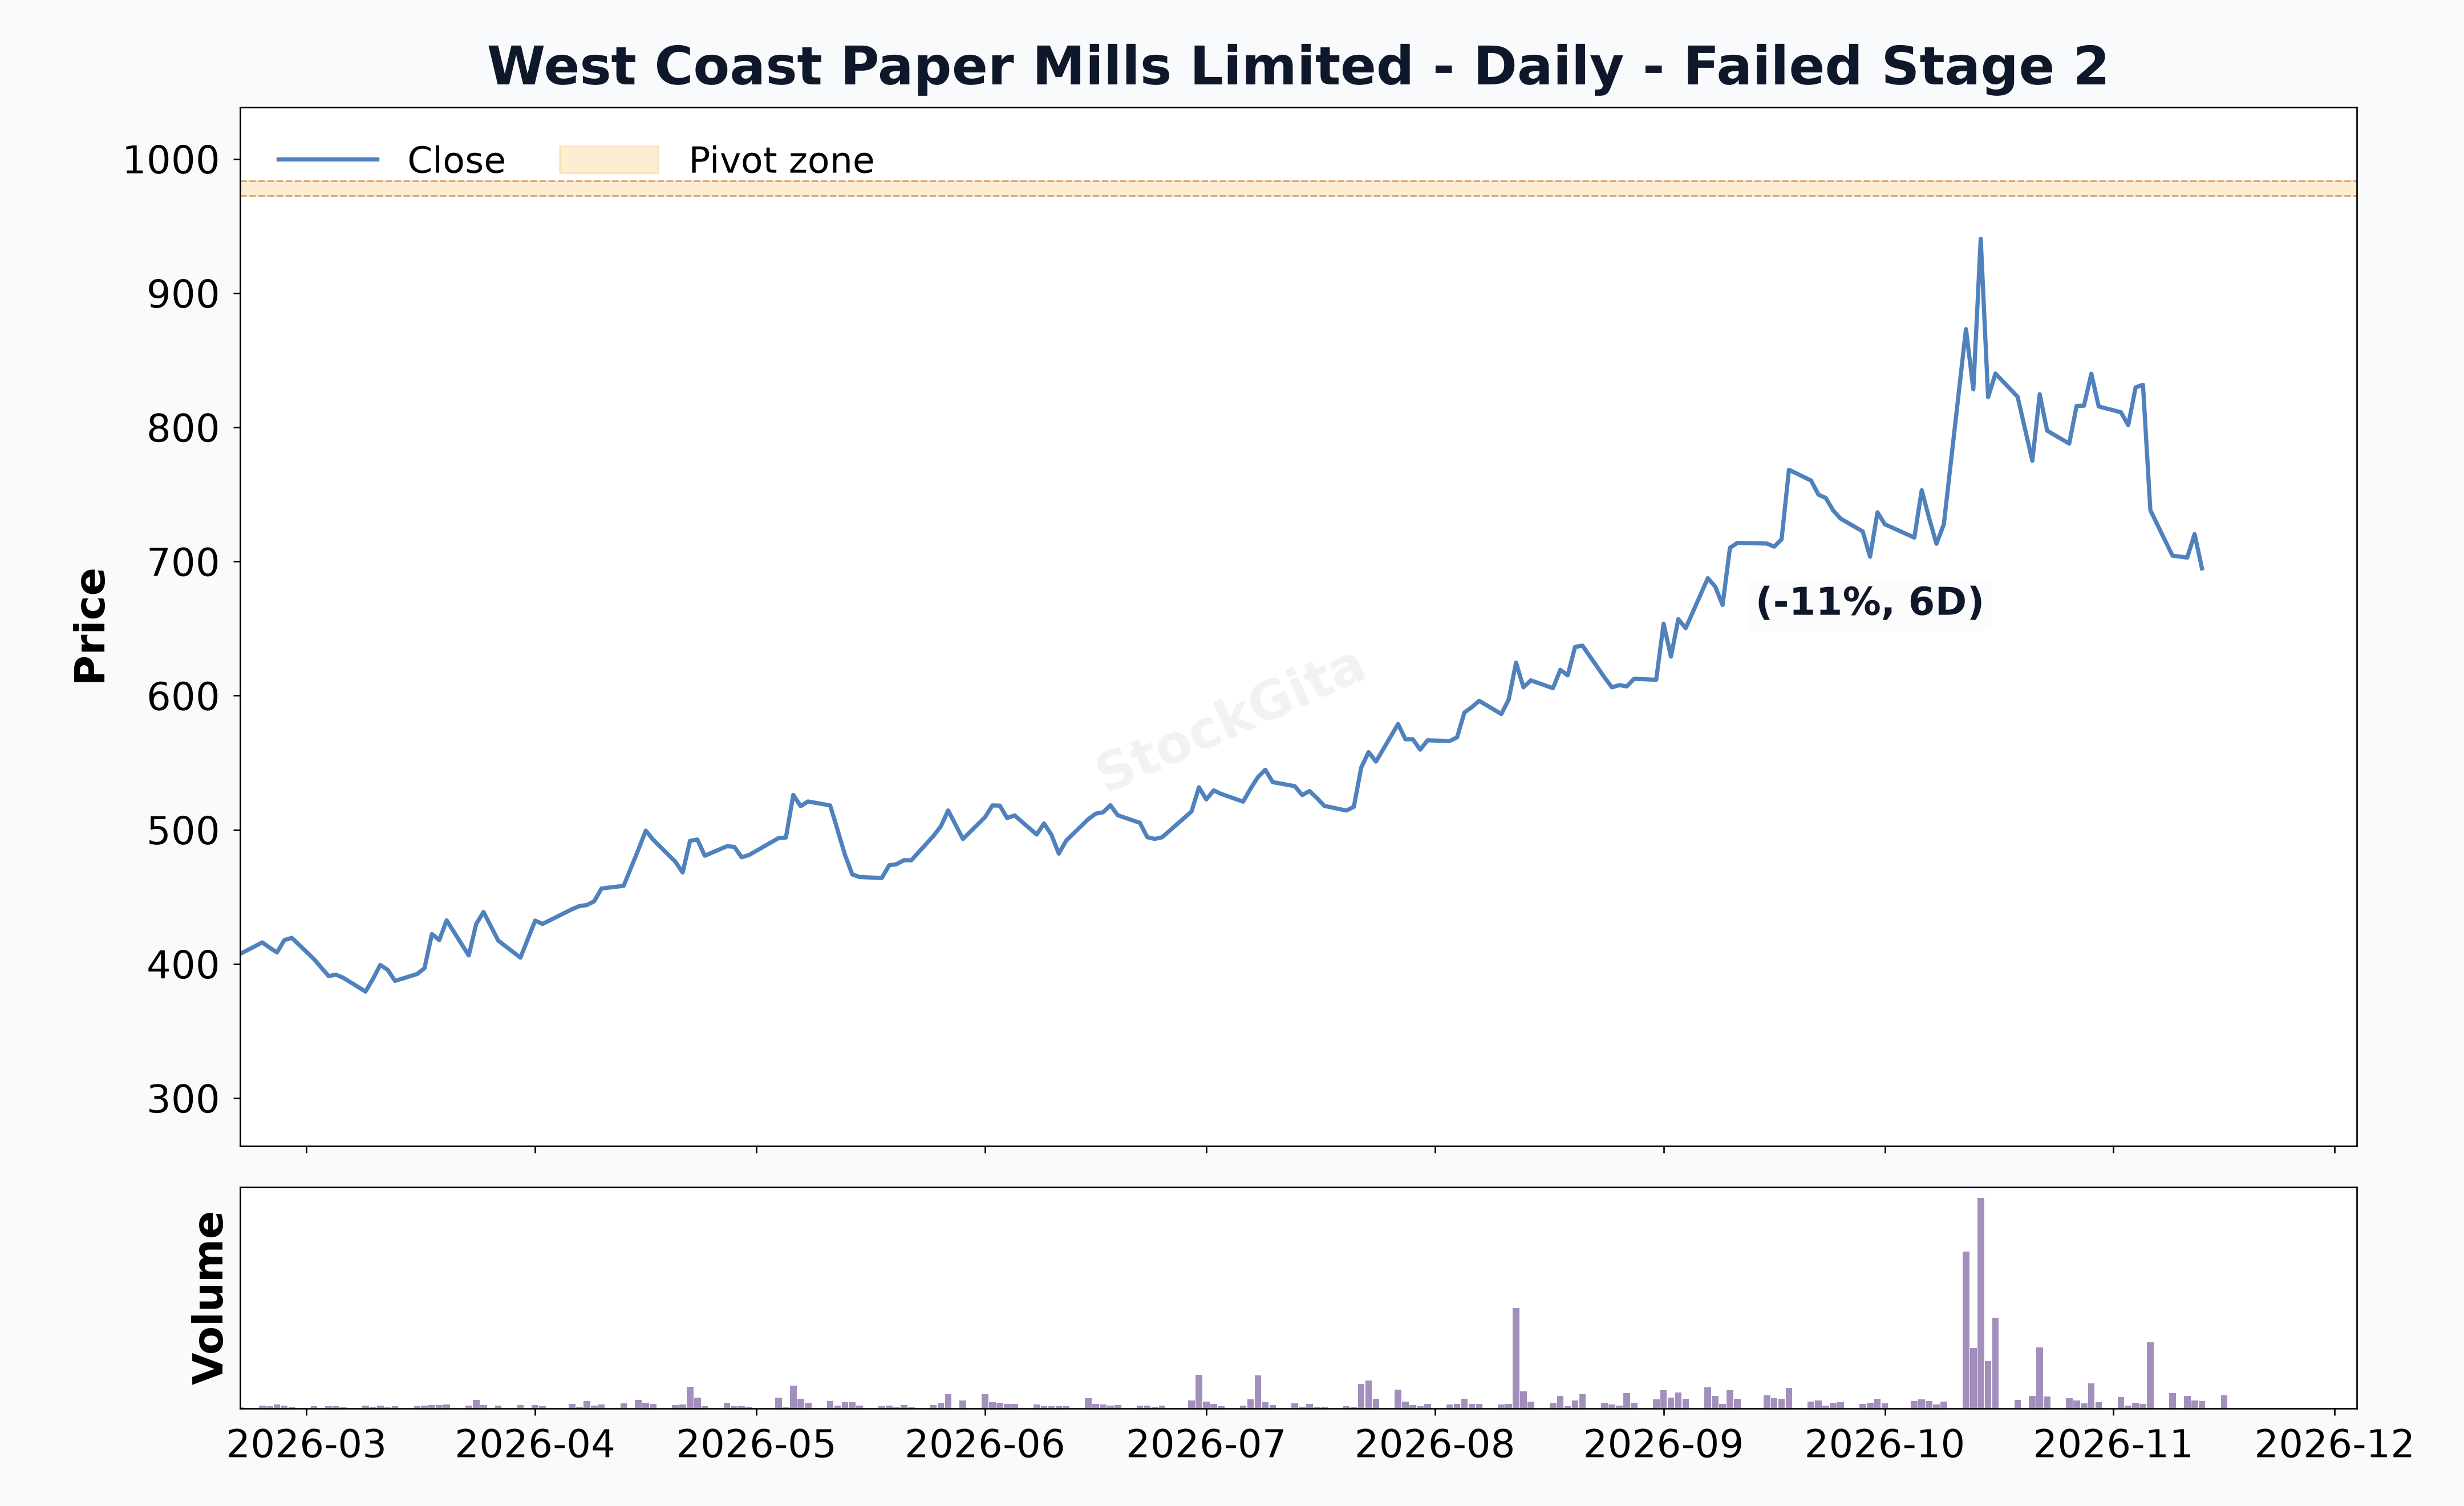 West Coast Paper Mills Limited - Daily - Failed Stage 2
Close
Pivot zone
1000
900
800
700
600
500
400
300
Price
(-11%, 6D)
StockGita
Volume
2026-03
2026-04
2026-05
2026-06
2026-07
2026-08
2026-09
2026-10
2026-11
2026-12